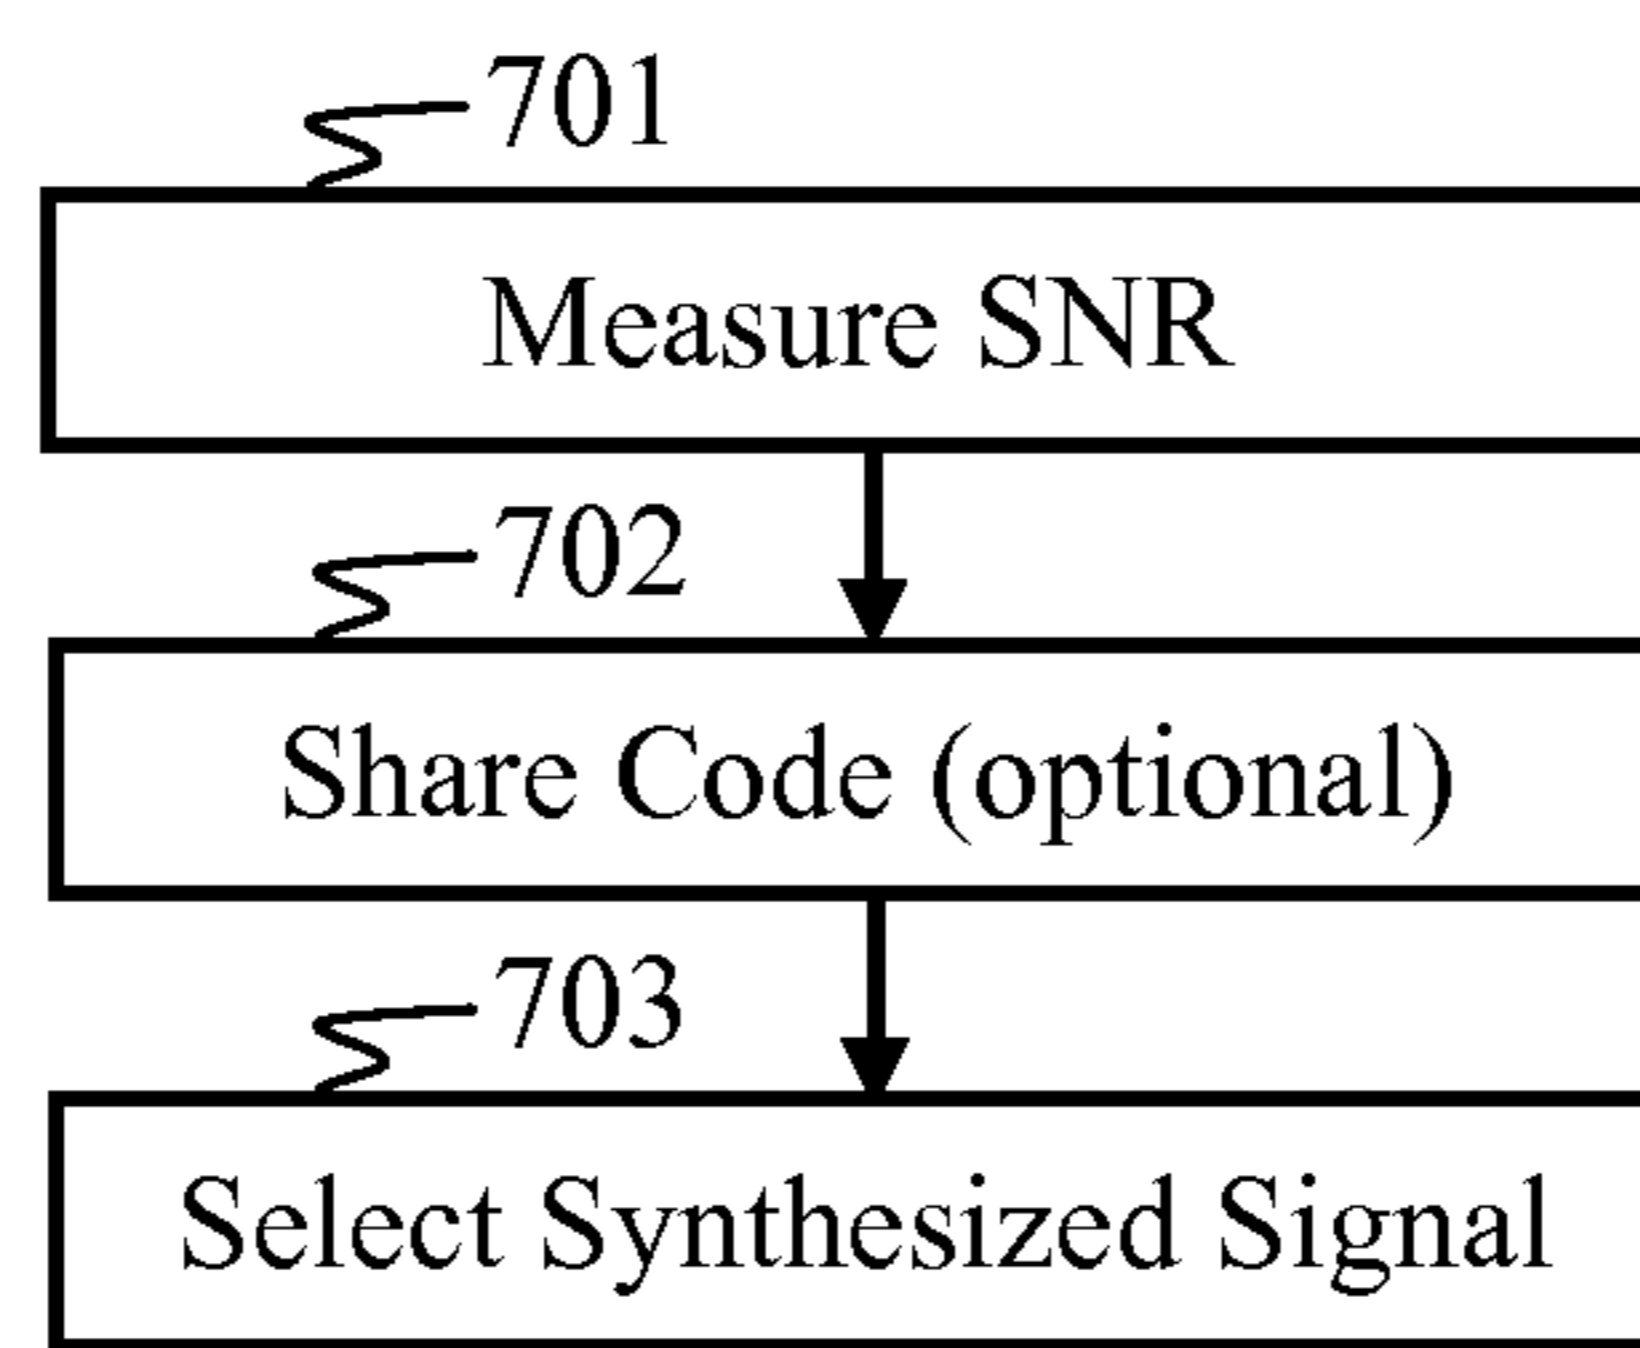 701
Measure SNR
702
Share Code (optional)
703
Select Synthesized Signal